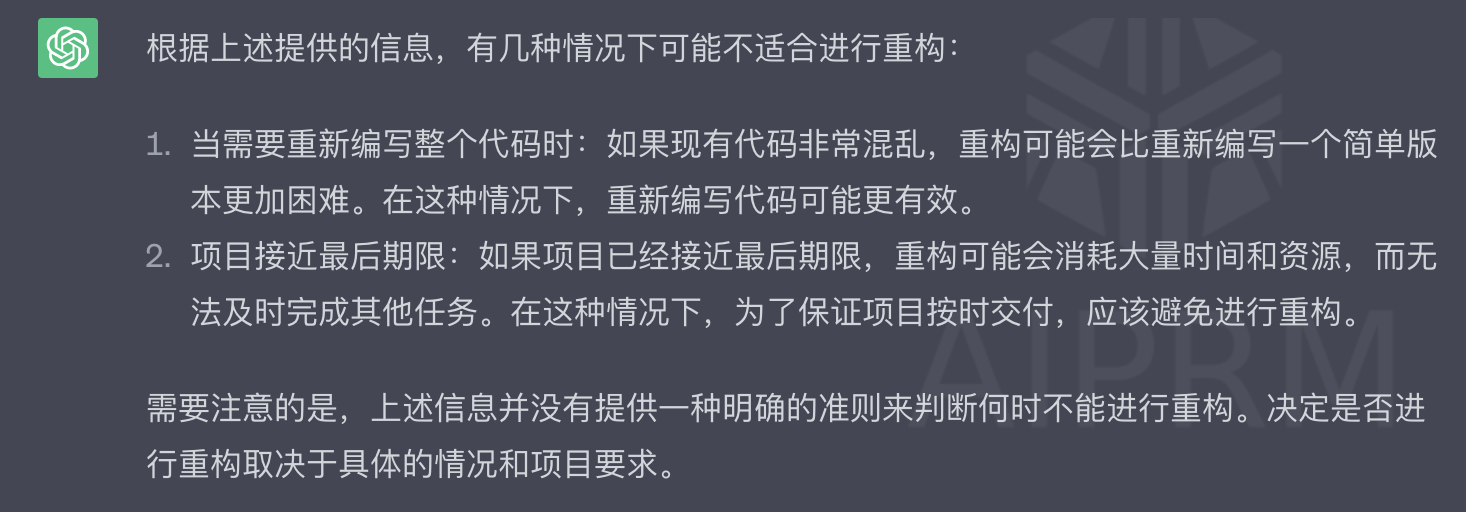 根据上述提供的信息，有几种情况下可能不适合进行重构：
1. 当需要重新编写整个代码时：如果现有代码非常混乱，重构可能会比重新编写一个简单版
本更加困难。在这种情况下，重新编写代码可能更有效。
2. 项目接近最后期限：如果项目已经接近最后期限，重构可能会消耗大量时间和资源，而无
法及时完成其他任务。在这种情况下，为了保证项目按时交付，应该避免进行重构。
AIPRM
需要注意的是，上述信息并没有提供一种明确的准则来判断何时不能进行重构。决定是否进
行重构取决于具体的情况和项目要求。